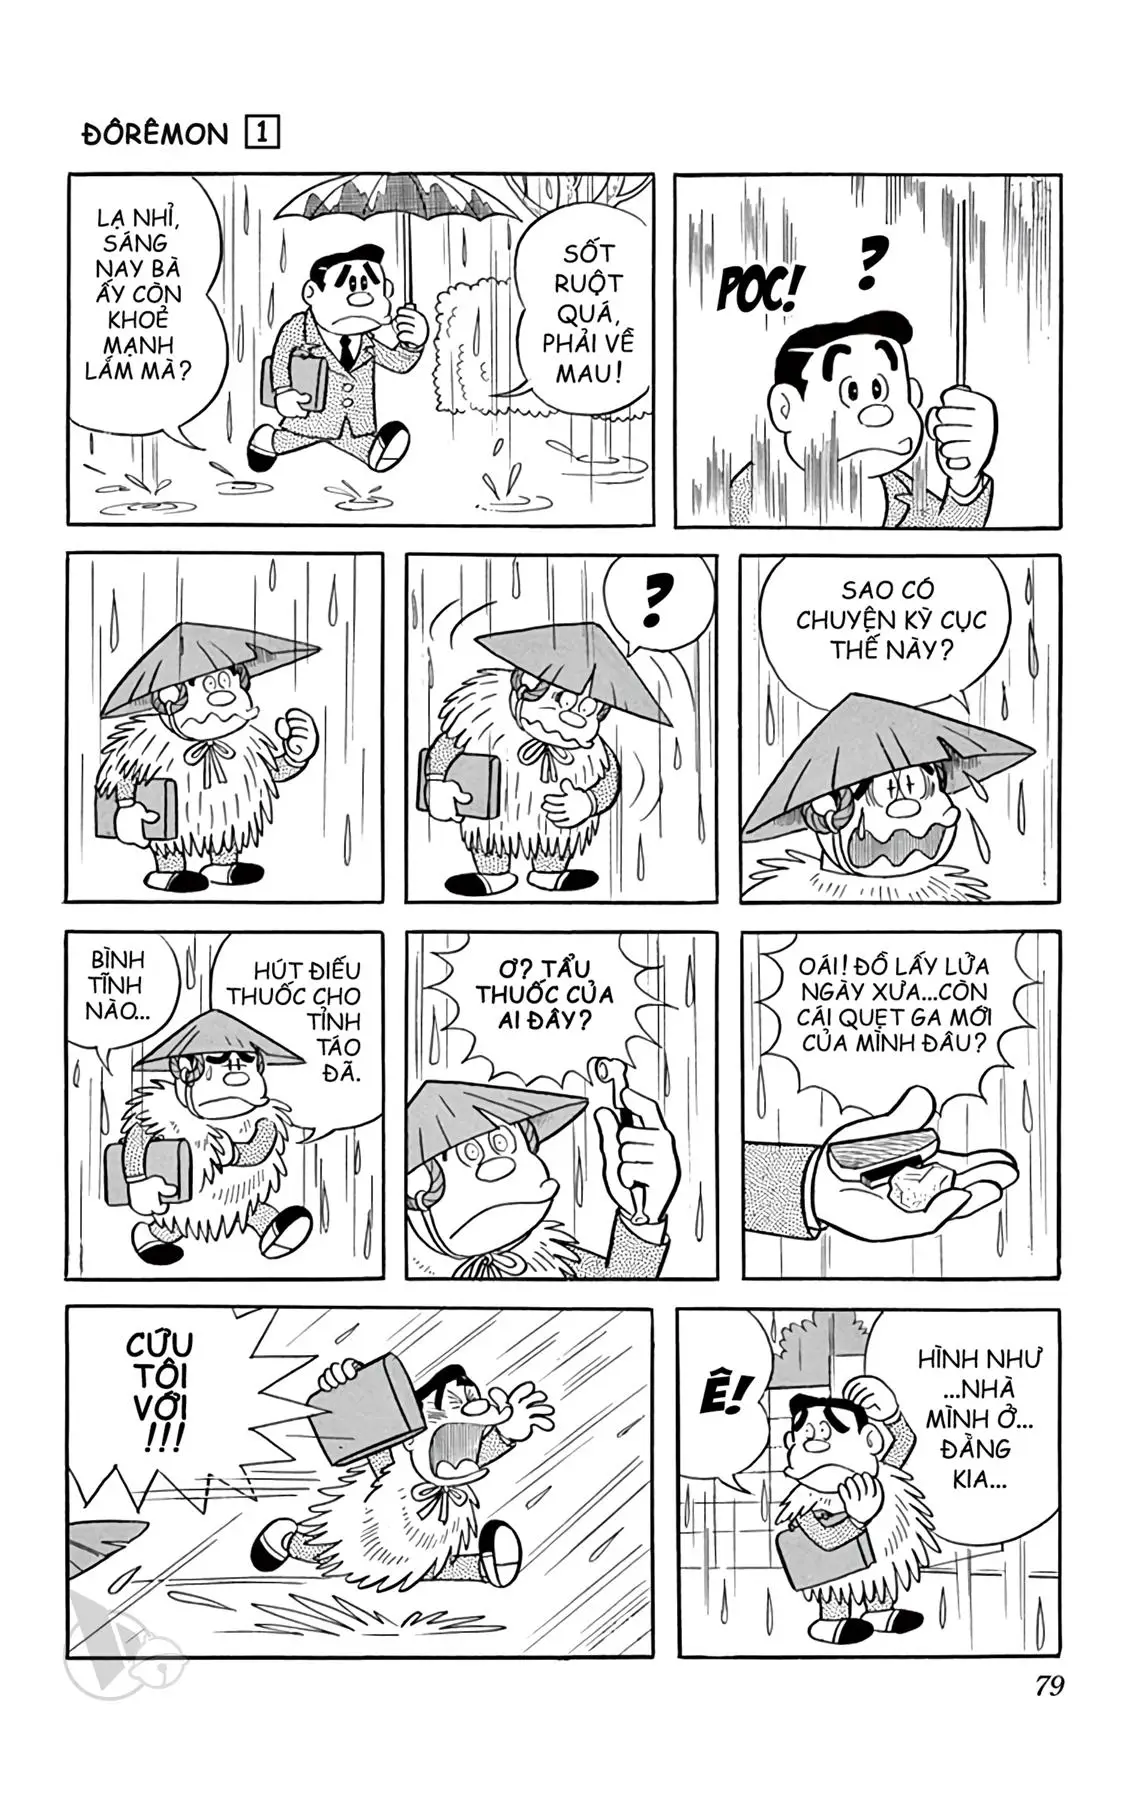 ĐÔRÊMON 1
LẠ NHỈ,
SÁNG
NAY BÀ
ẤY CÒN
KHOẺ
MẠNH
LẮM MÀ?
SỐT
RUỘT
QUÁ,
PHẢI VỀ
MAU!
POC!
?
?
SAO CÓ
CHUYỆN KỲ CỤC
THẾ NÀY?
BÌNH
TĨNH
NÀO...
HÚT ĐIẾU
THUỐC CHO
TỈNH
TÁO
ĐÃ.
Ơ? TẨU
THUỐC CỦA
AI ĐÂY?
OÁI! ĐỒ LẤY LỬA
NGÀY XƯA...CÒN
CÁI QUẸT GA MỚI
CỦA MÌNH ĐÂU?
CỨU
TÔI
VỚI
!!!
Ê!
HÌNH NHƯ
...NHÀ
MÌNH Ở...
ĐẰNG
KIA...
79